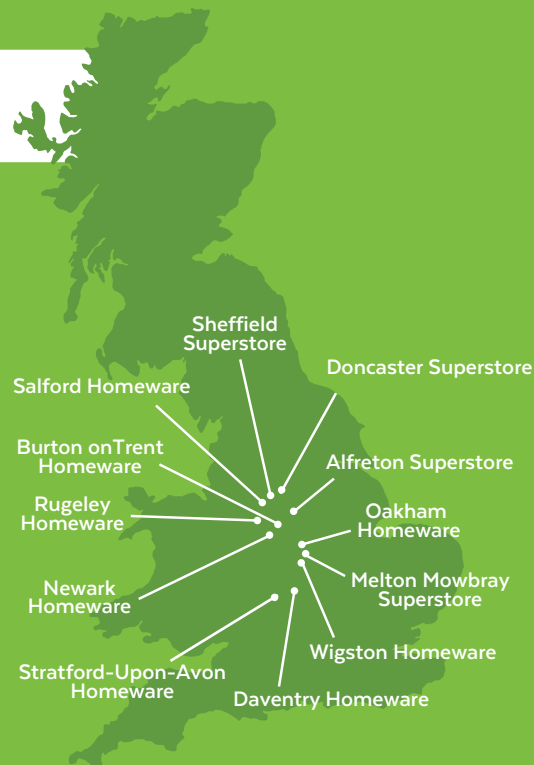 Sheffield
Superstore
Doncaster Superstore
Salford Homeware
Burton onTrent
Homeware
Alfreton Superstore
Rugeley
Homeware
Oakham
Homeware
Newark
Homeware
Melton Mowbray
Superstore
Wigston Homeware
Stratford-Upon-Avon
Homeware
Daventry Homeware